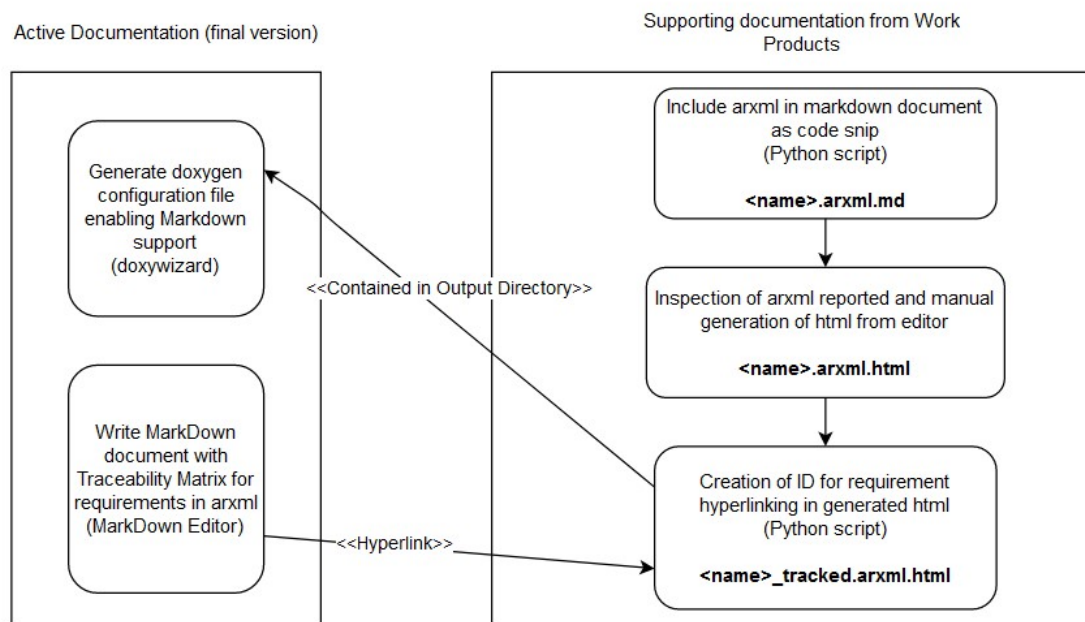 Active Documentation (final version)
Supporting documentation from Work
Products
Generate doxygen
configuration file
enabling Markdown
support
(doxywizard)
Write MarkDown
document with
Traceability Matrix for
requirements in arxml
(MarkDown Editor)
<<Contained in Output Directory>>
<<Hyperlink>>
Include arxml in markdown document
as code snip
(Python script)
<name>.arxml.md
Inspection of arxml reported and manual
generation of html from editor
<name>.arxml.html
Creation of ID for requirement
hyperlinking in generated html
(Python script)
<name>_tracked.arxml.html